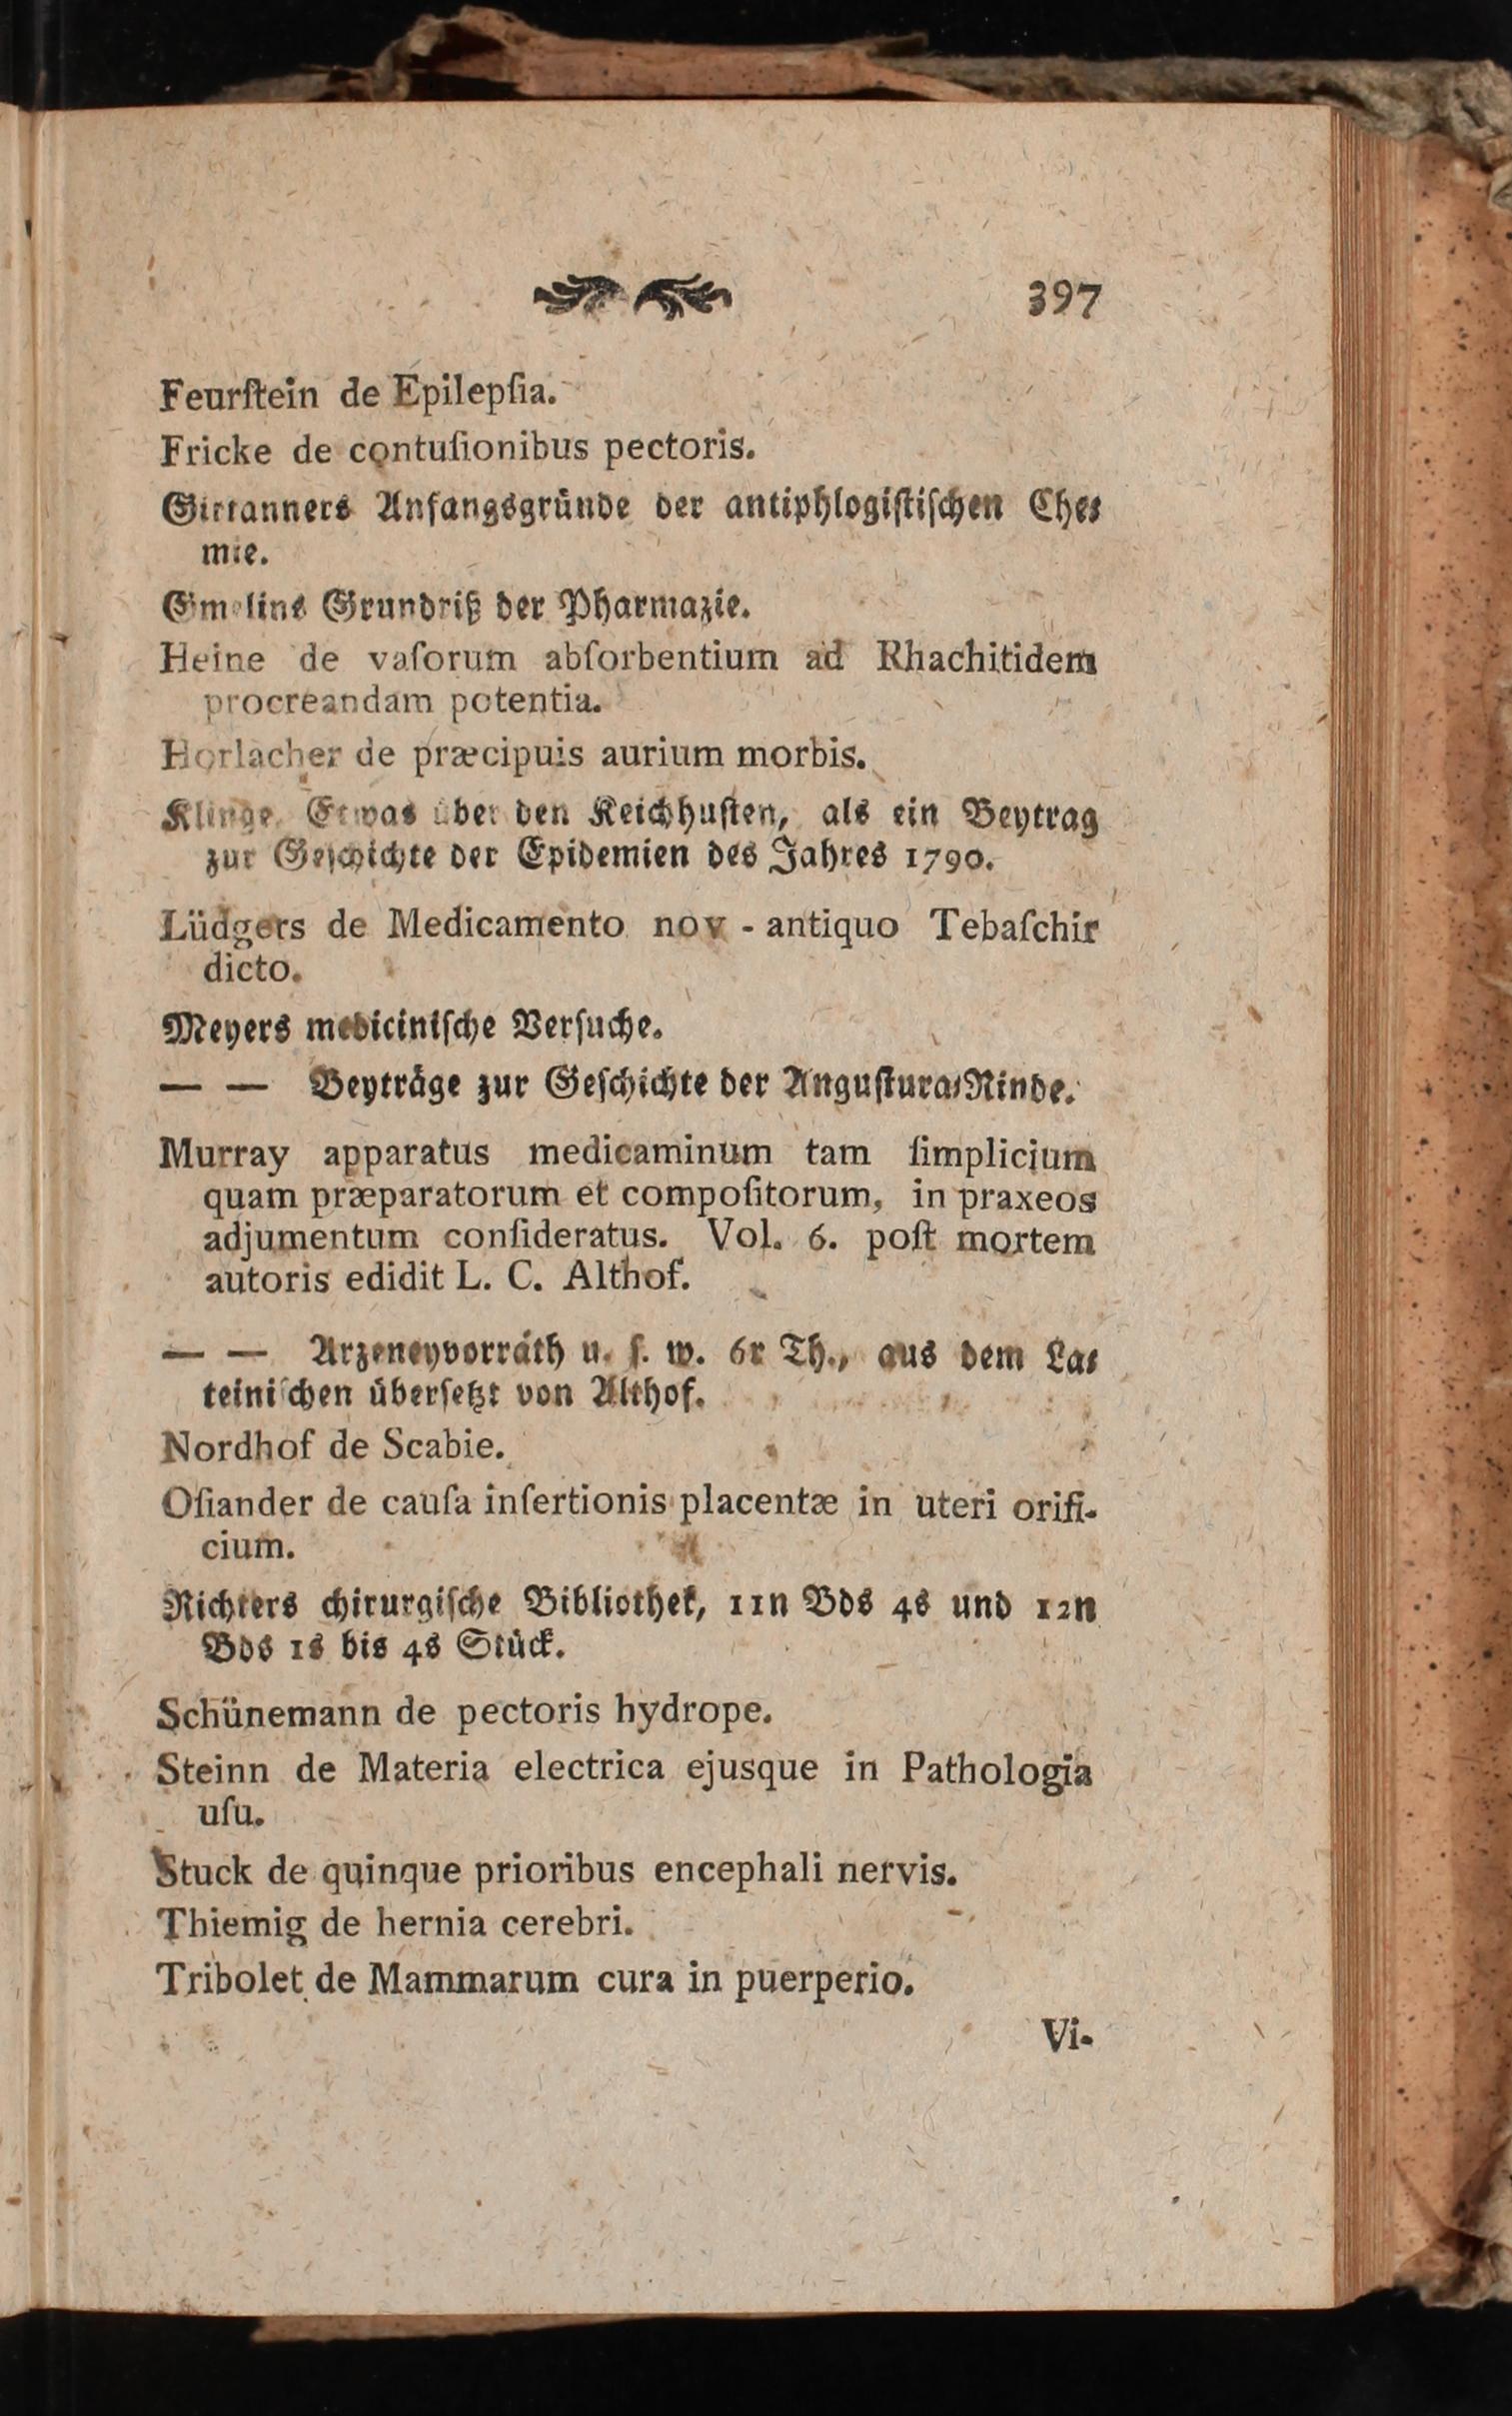 397
Feurſtein de Epilepſia.
Fricke de contuſionibus pectoris.
Girtanners Anfangsgründe der antiphlogiſtiſchen Che⸗
mie.
Gmelins Grundriß der Pharmazie.
Heine de vaſorum abſorbentium ad Rhachitidem
procreandam potentia.
Horlacher de præcipuis aurium morbis.
Klinge Etwas über den Keichhuſten, als ein Beytrag
zur Geſchichte der Epidemien des Jahres 1790.
Lüdgers de Medicamento nov - antiquo Tebaſchir
dicto.
Meyers mediciniſche Verſuche.
— — Beyträge zur Geſchichte der Anguſtura⸗Rinde.
Murray apparatus medicaminum tam ſimplicium
quam præparatorum et compoſitorum, in praxeos
adjumentum conſideratus. Vol. 6. poſt mortem
autoris edidit L. C. Althof.
— — Arzeneyvorräth u. ſ. w. 6r Th., aus dem La⸗
teiniſchen überſetzt von Althof.
Nordhof de Scabie.
Oſiander de cauſa inſertionis placentæ in uteri orifi-
cium.
Richters chirurgiſche Bibliothek, 11n Bds 4s und 12n
Bds 1s bis 4s Stück.
Schünemann de pectoris hydrope.
Steinn de Materia electrica ejusque in Pathologia
uſu.
Stuck de quinque prioribus encephali nervis.
Thiemig de hernia cerebri.
Tribolet de Mammarum cura in puerperio.
Vi-